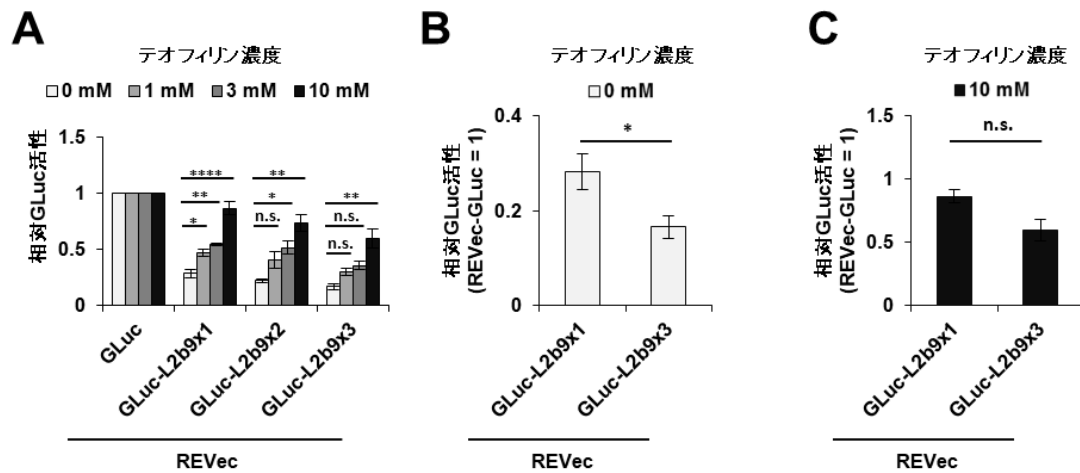 A
テオフィリン濃度
0 mM 1 mM 3 mM 10 mM
相対GLuc活性
1.5
1
0.5
0
****
**
*
**
*
n.s.
**
n.s.
n.s.
GLuc
GLuc-L2b9x1
GLuc-L2b9x2
GLuc-L2b9x3
REVec
B
テオフィリン濃度
0 mM
相対GLuc活性
(REVec-GLuc = 1)
0.4
0.2
0
*
GLuc-L2b9x1
GLuc-L2b9x3
REVec
C
テオフィリン濃度
10 mM
相対GLuc活性
(REVec-GLuc = 1)
1.5
1
0.5
0
n.s.
GLuc-L2b9x1
GLuc-L2b9x3
REVec